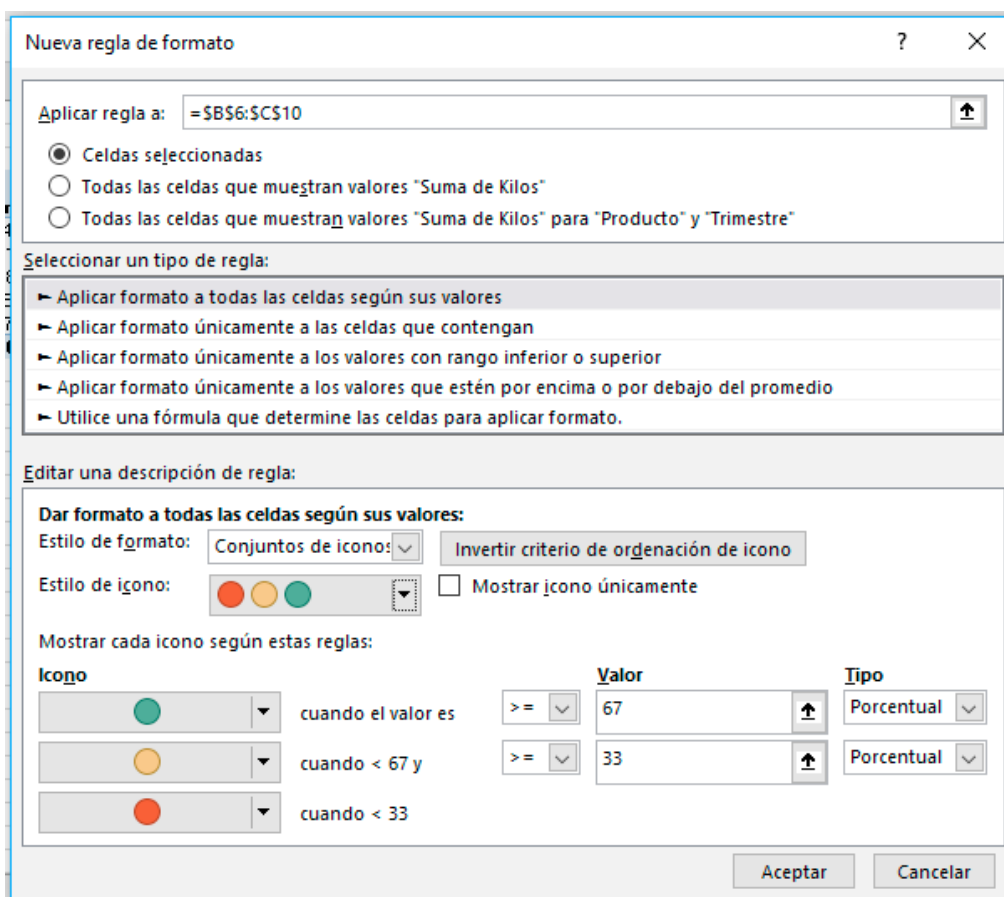 Nueva regla de formato ? ×
Aplicar regla a: =$B$6:$C$10
Celdas seleccionadas
Todas las celdas que muestran valores "Suma de Kilos"
Todas las celdas que muestran valores "Suma de Kilos" para "Producto" y "Trimestre"
Seleccionar un tipo de regla:
► Aplicar formato a todas las celdas según sus valores
► Aplicar formato únicamente a las celdas que contengan
► Aplicar formato únicamente a los valores con rango inferior o superior
► Aplicar formato únicamente a los valores que estén por encima o por debajo del promedio
► Utilice una fórmula que determine las celdas para aplicar formato.
Editar una descripción de regla:
Dar formato a todas las celdas según sus valores:
Estilo de formato: Conjuntos de iconos Invertir criterio de ordenación de icono
Estilo de icono: Mostrar icono únicamente
Mostrar cada icono según estas reglas:
Icono Valor Tipo
cuando el valor es >= 67 Porcentual
cuando < 67 y >= 33 Porcentual
cuando < 33
Aceptar Cancelar